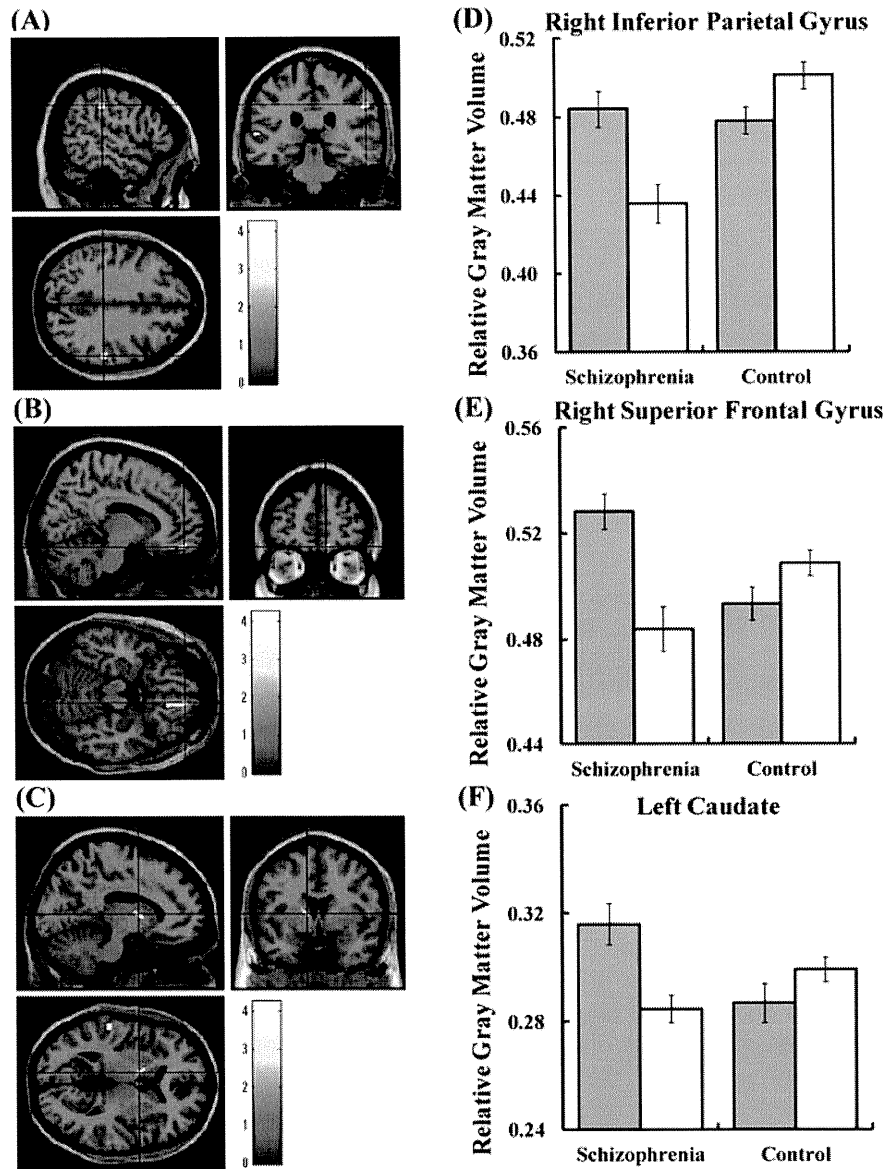 (A)
4
3
2
1
0
(B)
4
3
2
1
0
(C)
4
3
2
1
0
(D) Right Inferior Parietal Gyrus
Relative Gray Matter Volume
0.52
0.48
0.44
0.40
0.36
Schizophrenia Control
(E) Right Superior Frontal Gyrus
Relative Gray Matter Volume
0.56
0.52
0.48
0.44
Schizophrenia Control
(F) Left Caudate
Relative Gray Matter Volume
0.36
0.32
0.28
0.24
Schizophrenia Control